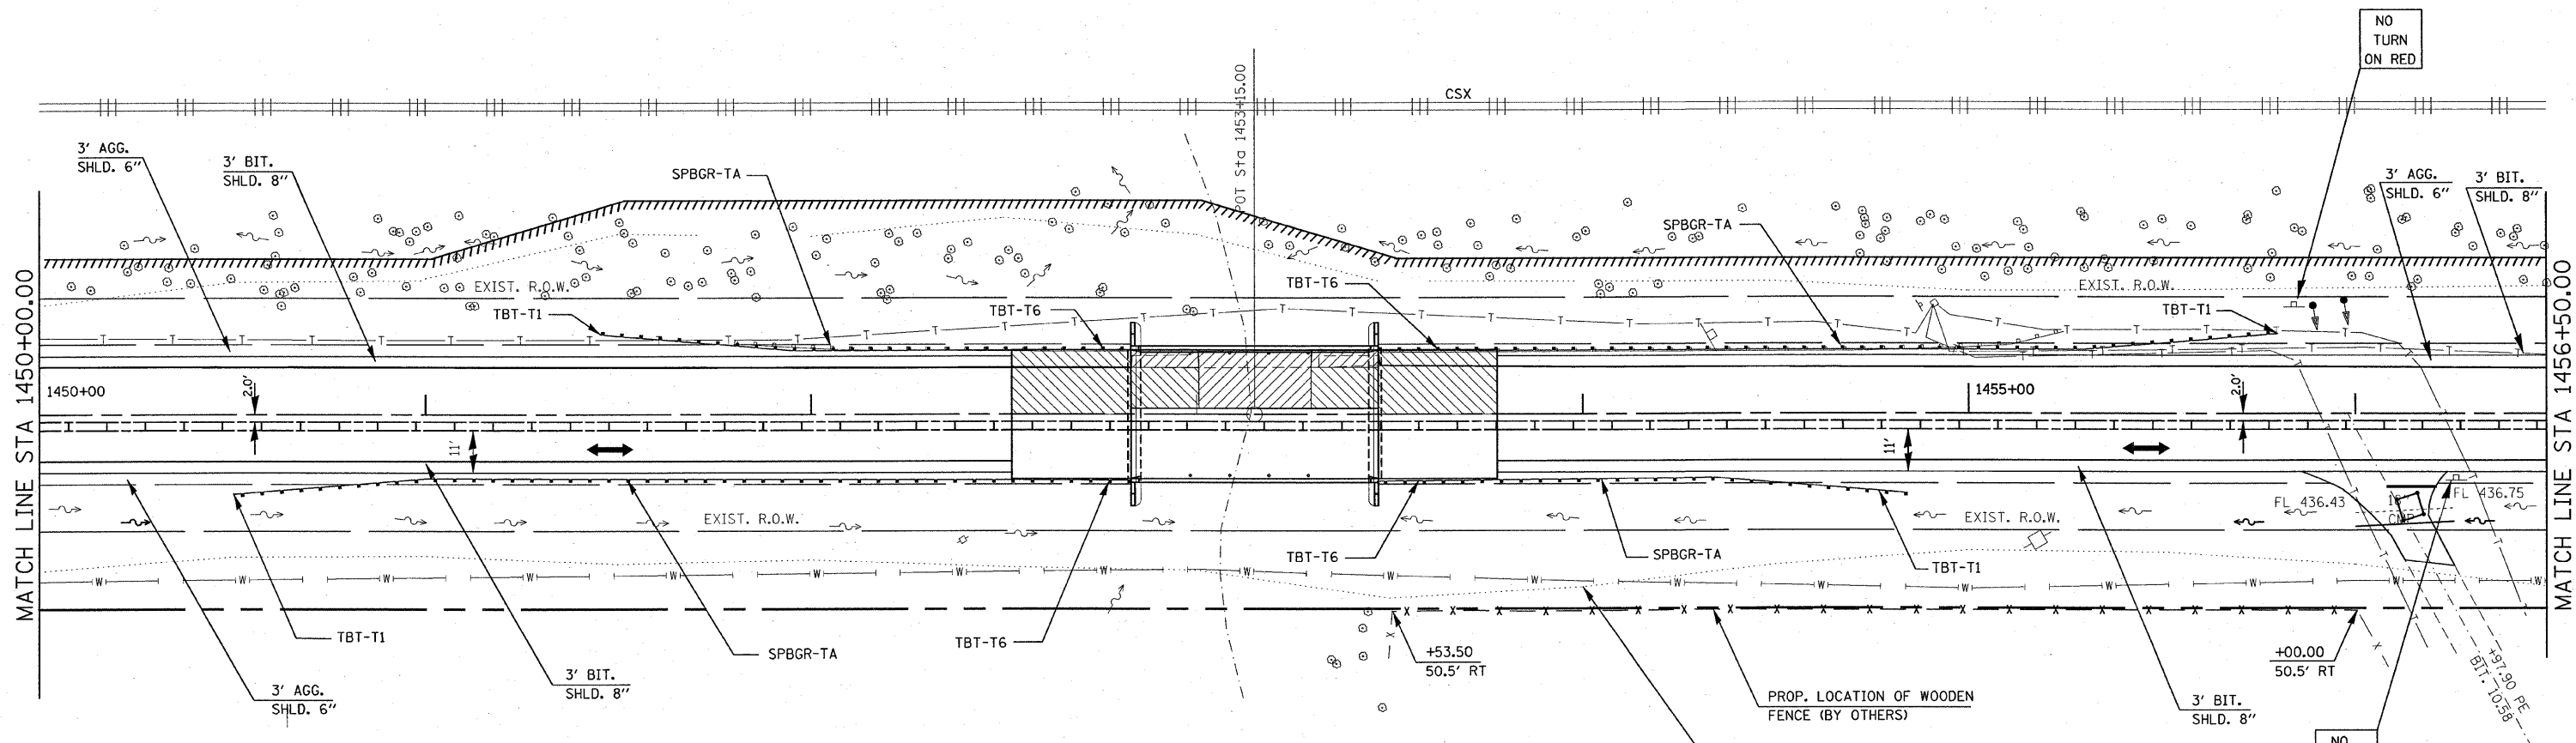 NO
TURN
ON RED
CSX
POT Sta 1453+15.00
3' AGG.
SHLD. 6"
3' BIT.
SHLD. 8"
SPBGR-TA
SPBGR-TA
3' AGG.
SHLD. 6"
3' BIT.
SHLD. 8"
EXIST. R.O.W.
TBT-T1
TBT-T6
TBT-T6
EXIST. R.O.W.
TBT-T1
T T T T T T T T T T T
MATCH LINE STA 1450+00.00
1450+00
2.0'
11'
1455+00
2.0'
11'
MATCH LINE STA 1456+50.00
EXIST. R.O.W.
EXIST. R.O.W.
FL 436.43
FL 436.75
CMP
TBT-T6
SPBGR-TA
TBT-T1
W W W W W W W W W W W W W W W W W W
X X X X X X X X X X X X X X X X X X X X X
TBT-T1
SPBGR-TA
TBT-T6
+53.50
50.5' RT
+00.00
50.5' RT
+97.90 PE
BIT. 10.58
3' AGG.
SHLD. 6"
3' BIT.
SHLD. 8"
PROP. LOCATION OF WOODEN
FENCE (BY OTHERS)
3' BIT.
SHLD. 8"
NO